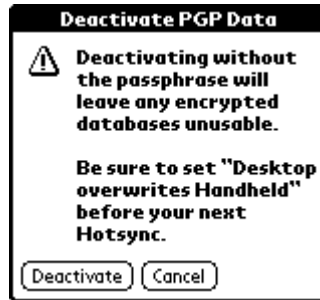 Deactivate PGP Data
Deactivating without
the passphrase will
leave any encrypted
databases unusable.
Be sure to set "Desktop
overwrites Handheld"
before your next
Hotsync.
Deactivate Cancel